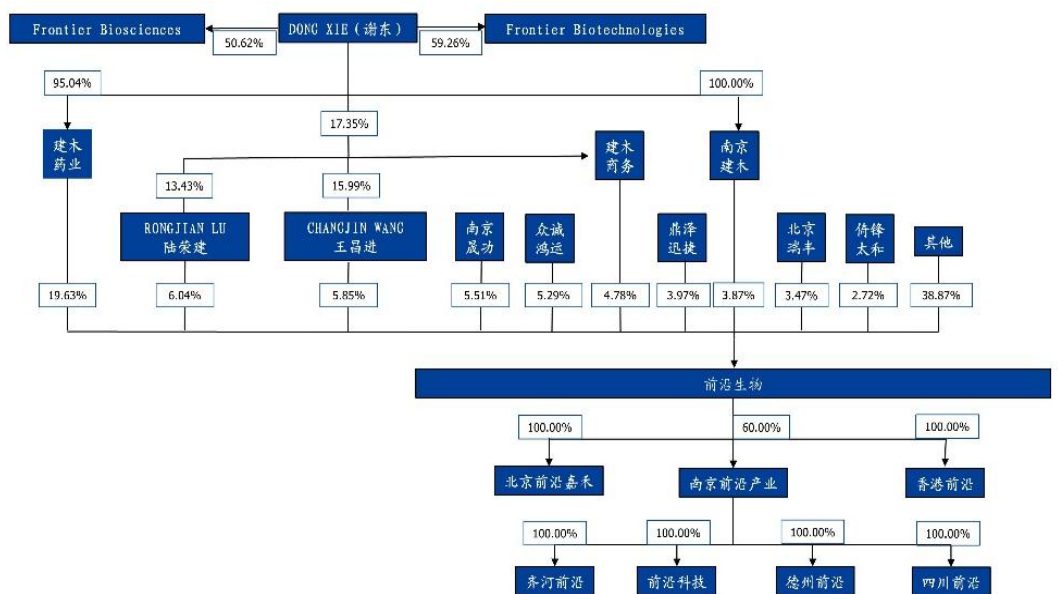 Frontier Biosciences
DONG XIE（谢东）
Frontier Biotechnologies
50.62%
59.26%
95.04%
100.00%
17.35%
建木
药业
建木
商务
南京
建木
13.43%
15.99%
RONGJIAN LU
陆荣建
CHANGJIN WANG
王昌进
南京
晟功
众诚
鸿运
鼎泽
迅捷
北京
瑞丰
倚锋
太和
其他
19.63%
6.04%
5.85%
5.51%
5.29%
4.78%
3.97%
3.87%
3.47%
2.72%
38.87%
前沿生物
100.00%
60.00%
100.00%
北京前沿嘉禾
南京前沿产业
香港前沿
100.00%
100.00%
100.00%
100.00%
齐河前沿
前沿科技
德州前沿
四川前沿